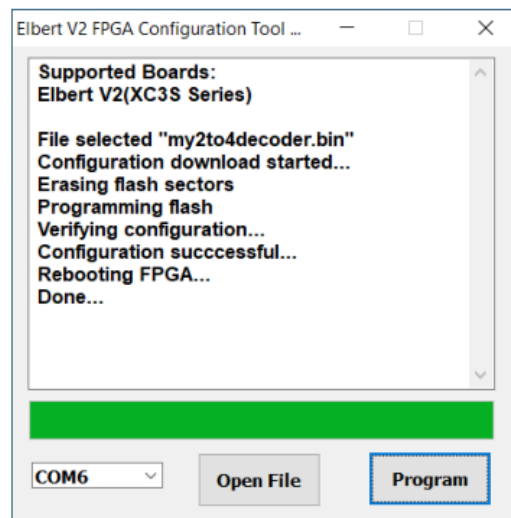 Elbert V2 FPGA Configuration Tool ...
Supported Boards:
Elbert V2(XC3S Series)
File selected "my2to4decoder.bin"
Configuration download started...
Erasing flash sectors
Programming flash
Verifying configuration...
Configuration succcessful...
Rebooting FPGA...
Done...
COM6
Open File
Program